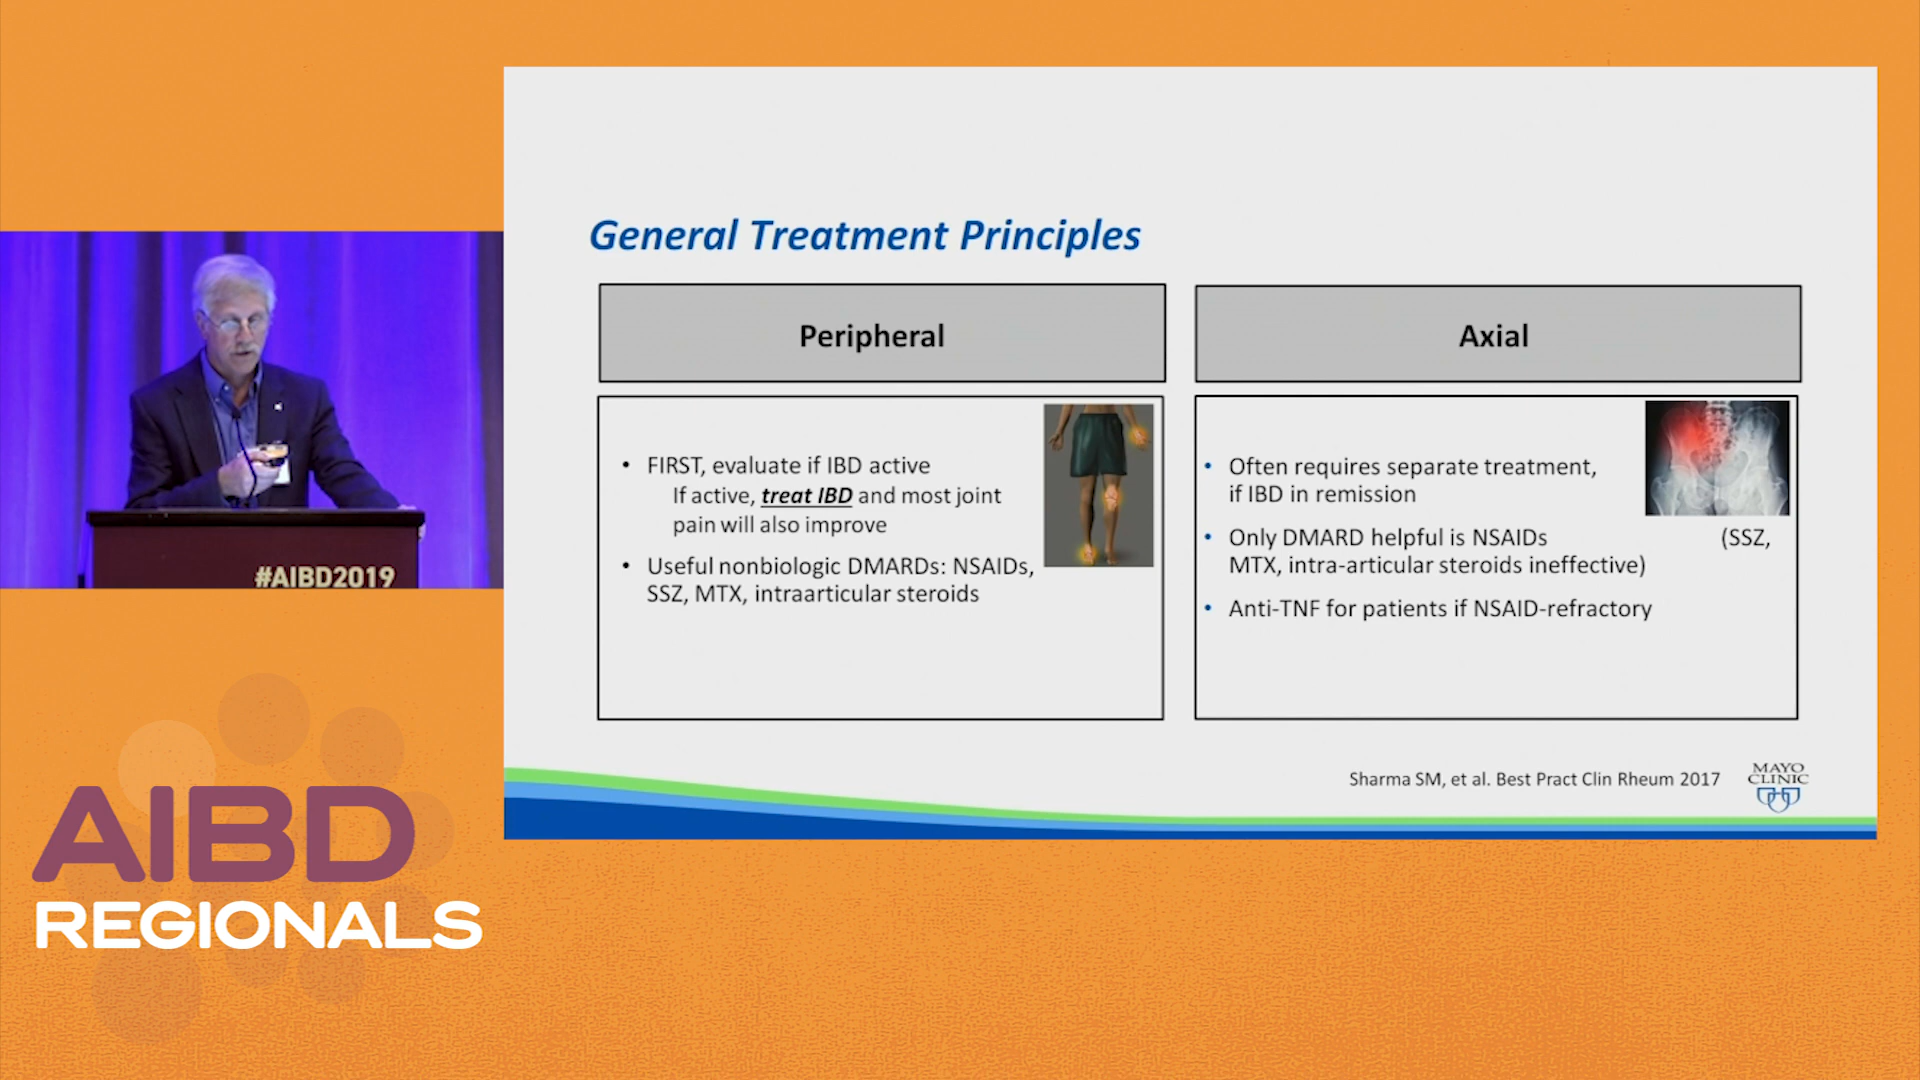 General Treatment Principles
Peripheral
• FIRST, evaluate if IBD active
If active, treat IBD and most joint
pain will also improve
• Useful nonbiologic DMARDs: NSAIDs,
SSZ, MTX, intraarticular steroids
Axial
• Often requires separate treatment,
if IBD in remission
• Only DMARD helpful is NSAIDs (SSZ,
MTX, intra-articular steroids ineffective)
• Anti-TNF for patients if NSAID-refractory
Sharma SM, et al. Best Pract Clin Rheum 2017
MAYO
CLINIC
#AIBD2019
AIBD
REGIONALS